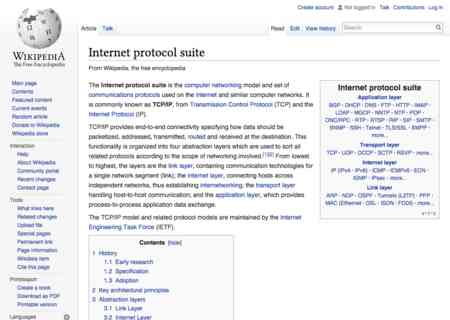 Create account Not logged in Talk Contributions Log in
Article Talk Read Edit View history Search
WIKIPEDIA
The Free Encyclopedia
Main page
Contents
Featured content
Current events
Random article
Donate to Wikipedia
Wikipedia store
Interaction
Help
About Wikipedia
Community portal
Recent changes
Contact page
Tools
What links here
Related changes
Upload file
Special pages
Permanent link
Page information
Wikidata item
Cite this page
Print/export
Create a book
Download as PDF
Printable version
Languages
Internet protocol suite
From Wikipedia, the free encyclopedia
The Internet protocol suite is the computer networking model and set of
communications protocols used on the Internet and similar computer networks. It
is commonly known as TCP/IP, from Transmission Control Protocol (TCP) and the
Internet Protocol (IP).
TCP/IP provides end-to-end connectivity specifying how data should be
packetized, addressed, transmitted, routed and received at the destination. This
functionality is organized into four abstraction layers which are used to sort all
related protocols according to the scope of networking involved. From lowest
to highest, the layers are the link layer, containing communication technologies for
a single network segment (link); the internet layer, connecting hosts across
independent networks, thus establishing internetworking; the transport layer
handling host-to-host communication; and the application layer, which provides
process-to-process application data exchange.
The TCP/IP model and related protocol models are maintained by the Internet
Engineering Task Force (IETF).
Contents [hide]
1 History
1.1 Early research
1.2 Specification
1.3 Adoption
2 Key architectural principles
3 Abstraction layers
3.1 Link Layer
3.2 Internet Layer
Internet protocol suite
Application layer
BGP · DHCP · DNS · FTP · HTTP · IMAP ·
LDAP · MGCP · NNTP · NTP · POP ·
ONC/RPC · RTP · RTSP · RIP · SIP · SMTP ·
SNMP · SSH · Telnet · TLS/SSL · XMPP ·
more...
Transport layer
TCP · UDP · DCCP · SCTP · RSVP · more...
Internet layer
IP (IPv4 · IPv6) · ICMP · ICMPv6 · ECN ·
IGMP · IPsec · more...
Link layer
ARP · NDP · OSPF · Tunnels (L2TP) · PPP ·
MAC (Ethernet · DSL · ISDN · FDDI) · more...
V · T · E